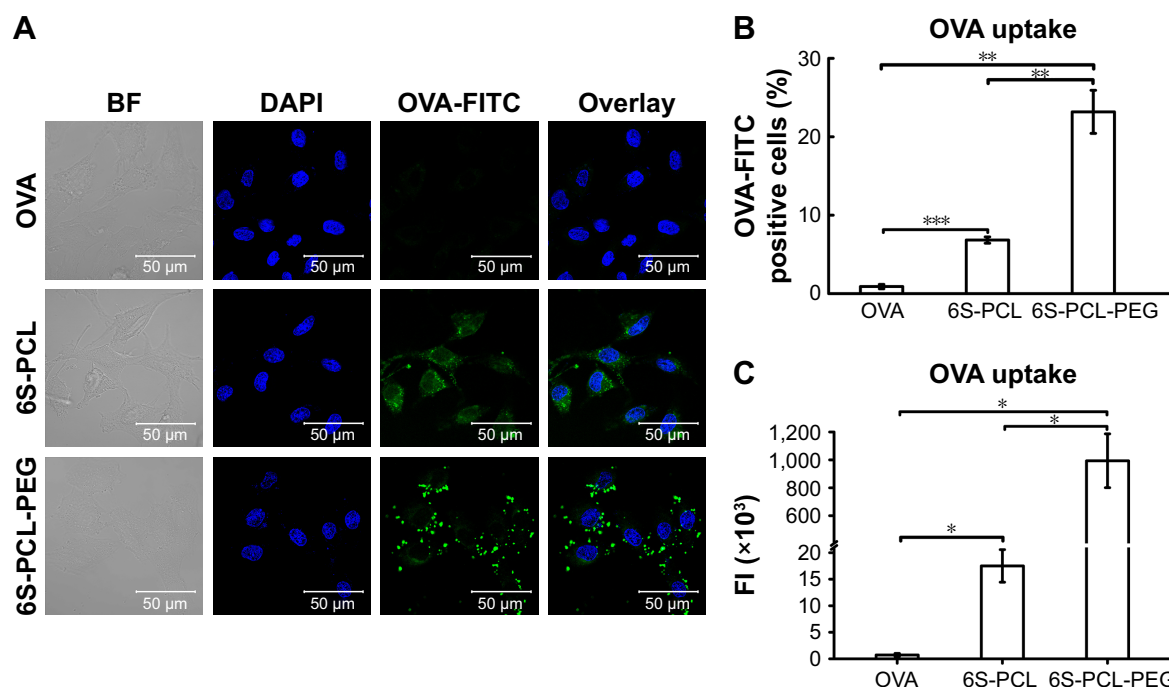 A
BF DAPI OVA-FITC Overlay
OVA
50 µm 50 µm 50 µm 50 µm
6S-PCL
50 µm 50 µm 50 µm 50 µm
6S-PCL-PEG
50 µm 50 µm 50 µm 50 µm
B
OVA uptake
OVA-FITC
positive cells (%)
30
20
10
0
**
**
***
OVA 6S-PCL 6S-PCL-PEG
C
OVA uptake
FI (×10³)
1,200
1,000
800
600
20
15
10
5
0
*
*
*
OVA 6S-PCL 6S-PCL-PEG